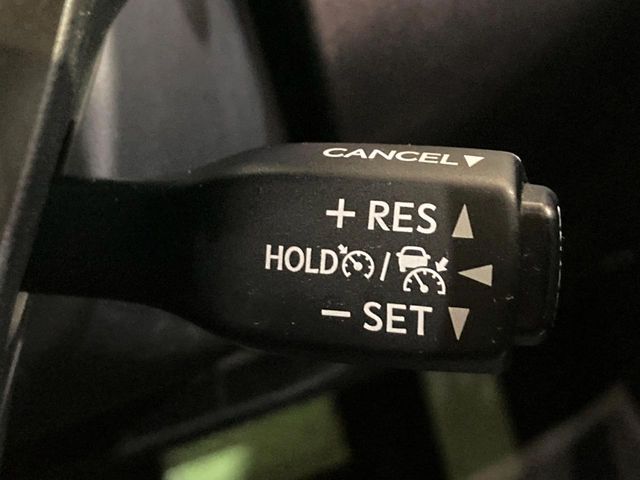 CANCEL▼
+ RES ▲
HOLD / ◀
− SET ▼